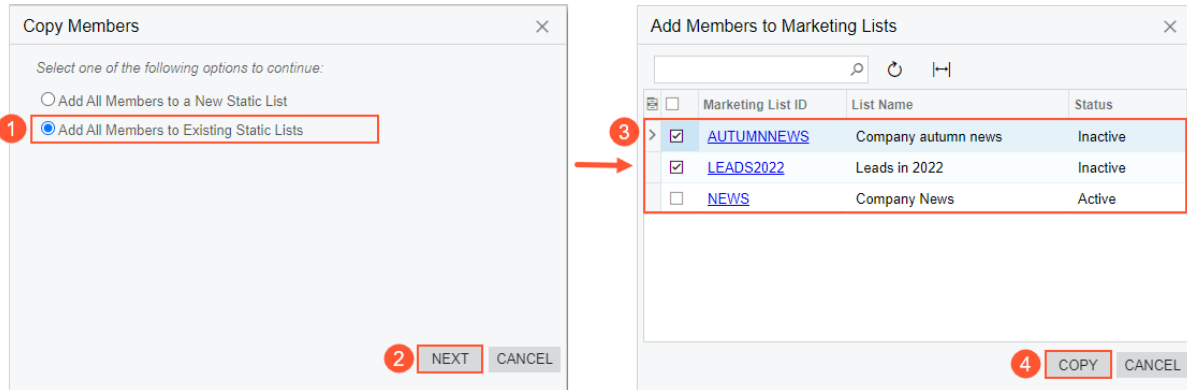 Copy Members
Select one of the following options to continue:
Add All Members to a New Static List
1 Add All Members to Existing Static Lists
2 NEXT CANCEL
Add Members to Marketing Lists
Marketing List ID List Name Status
3 AUTUMNNEWS Company autumn news Inactive
LEADS2022 Leads in 2022 Inactive
NEWS Company News Active
4 COPY CANCEL